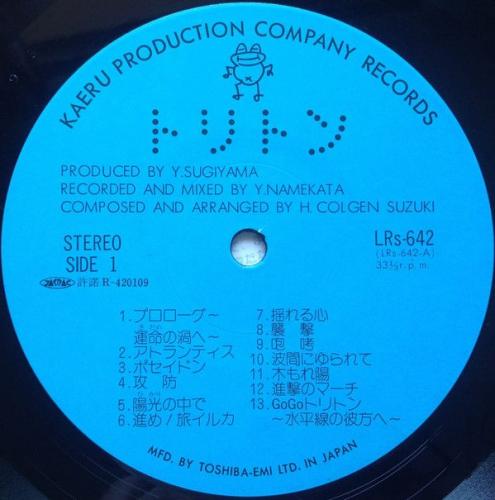 KAERU PRODUCTION COMPANY RECORDS
トリトン
PRODUCED BY Y.SUGIYAMA
RECORDED AND MIXED BY Y.NAMEKATA
COMPOSED AND ARRANGED BY H.COLGEN SUZUKI
STEREO
SIDE 1
許諾 R-420109
LRs-642
(LRs-642-A)
33⅓r.p.m.
1.プロローグ~
運命の渦へ~
2.アトランティス
3.ポセイドン
4.攻 防
5.陽光の中で
6.進め!旅イルカ
7.揺れる心
8.襲 撃
9.咆 哮
10.波間にゆられて
11.木もれ陽
12.進撃のマーチ
13.GoGoトリトン
~水平線の彼方へ~
MFD. BY TOSHIBA-EMI LTD. IN JAPAN